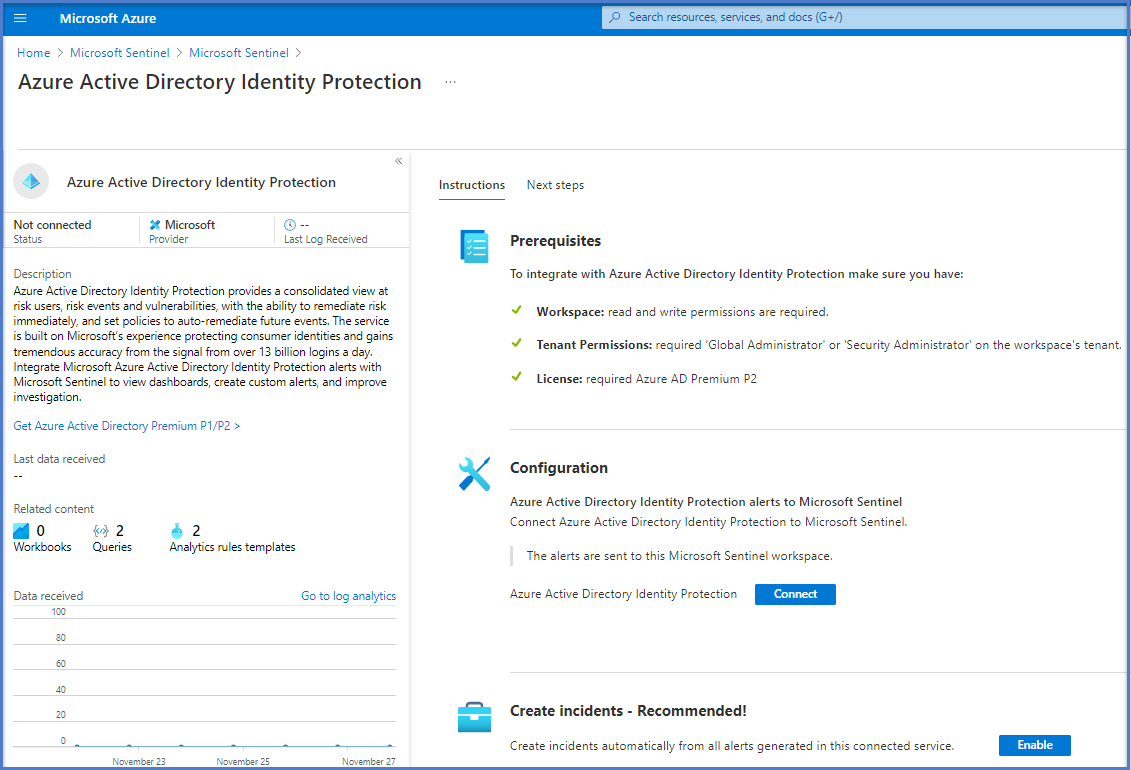 Microsoft Azure
Search resources, services, and docs (G+/)
Home > Microsoft Sentinel > Microsoft Sentinel >
Azure Active Directory Identity Protection ...
«
Azure Active Directory Identity Protection
Not connected
Status
Microsoft
Provider
--
Last Log Received
Description
Azure Active Directory Identity Protection provides a consolidated view at
risk users, risk events and vulnerabilities, with the ability to remediate risk
immediately, and set policies to auto-remediate future events. The service
is built on Microsoft's experience protecting consumer identities and gains
tremendous accuracy from the signal from over 13 billion logins a day.
Integrate Microsoft Azure Active Directory Identity Protection alerts with
Microsoft Sentinel to view dashboards, create custom alerts, and improve
investigation.
Get Azure Active Directory Premium P1/P2 >
Last data received
--
Related content
0
Workbooks
2
Queries
2
Analytics rules templates
Data received
Go to log analytics
100
80
60
40
20
0
November 23
November 25
November 27
Instructions
Next steps
Prerequisites
To integrate with Azure Active Directory Identity Protection make sure you have:
Workspace: read and write permissions are required.
Tenant Permissions: required 'Global Administrator' or 'Security Administrator' on the workspace's tenant.
License: required Azure AD Premium P2
Configuration
Azure Active Directory Identity Protection alerts to Microsoft Sentinel
Connect Azure Active Directory Identity Protection to Microsoft Sentinel.
The alerts are sent to this Microsoft Sentinel workspace.
Azure Active Directory Identity Protection
Connect
Create incidents - Recommended!
Create incidents automatically from all alerts generated in this connected service.
Enable